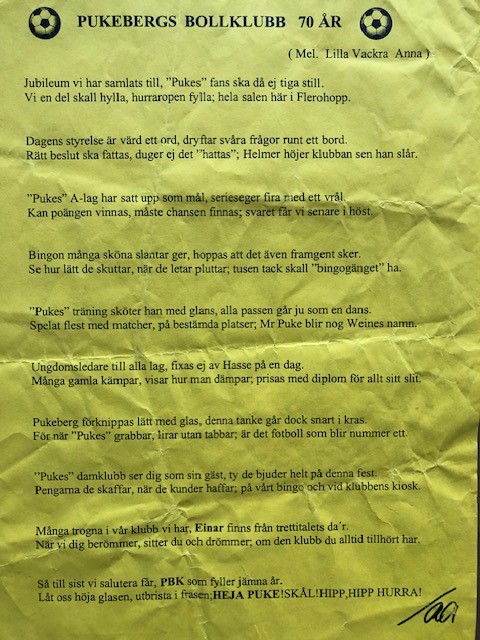 PUKEBERGS BOLLKLUBB 70 ÅR
( Mel. Lilla Vackra Anna )
Jubileum vi har samlats till, "Pukes" fans ska då ej tiga still.
Vi en del skall hylla, hurraropen fylla; hela salen här i Flerohopp.
Dagens styrelse är värd ett ord, dryftar svåra frågor runt ett bord.
Rätt beslut ska fattas, duger ej det "hattas"; Helmer höjer klubban sen han slår.
"Pukes" A-lag har satt upp som mål, serieseger fira med ett vrål.
Kan poängen vinnas, måste chansen finnas; svaret får vi senare i höst.
Bingon många sköna slantar ger, hoppas att det även framgent sker.
Se hur lätt de skuttar, när de letar pluttar; tusen tack skall "bingogänget" ha.
"Pukes" träning sköter han med glans, alla passen går ju som en dans.
Spelat flest med matcher, på bestämda platser; Mr Puke blir nog Weines namn.
Ungdomsledare till alla lag, fixas ej av Hasse på en dag.
Många gamla kämpar, visar hur man dämpar; prisas med diplom för allt sitt slit.
Pukeberg förknippas lätt med glas, denna tanke går dock snart i kras.
För när "Pukes" grabbar, lirar utan tabbar; är det fotboll som blir nummer ett.
"Pukes" damklubb ser dig som sin gäst, ty de bjuder helt på denna fest.
Pengarna de skaffar, när de kunder haffar; på vårt bingo och vid klubbens kiosk.
Många trogna i vår klubb vi har, Einar finns från trettitalets da´r.
När vi dig berömmer, sitter du och drömmer; om den klubb du alltid tillhört har.
Så till sist vi salutera får, PBK som fyller jämna år.
Låt oss höja glasen, utbrista i frasen;HEJA PUKE!SKÅL!HIPP,HIPP HURRA!